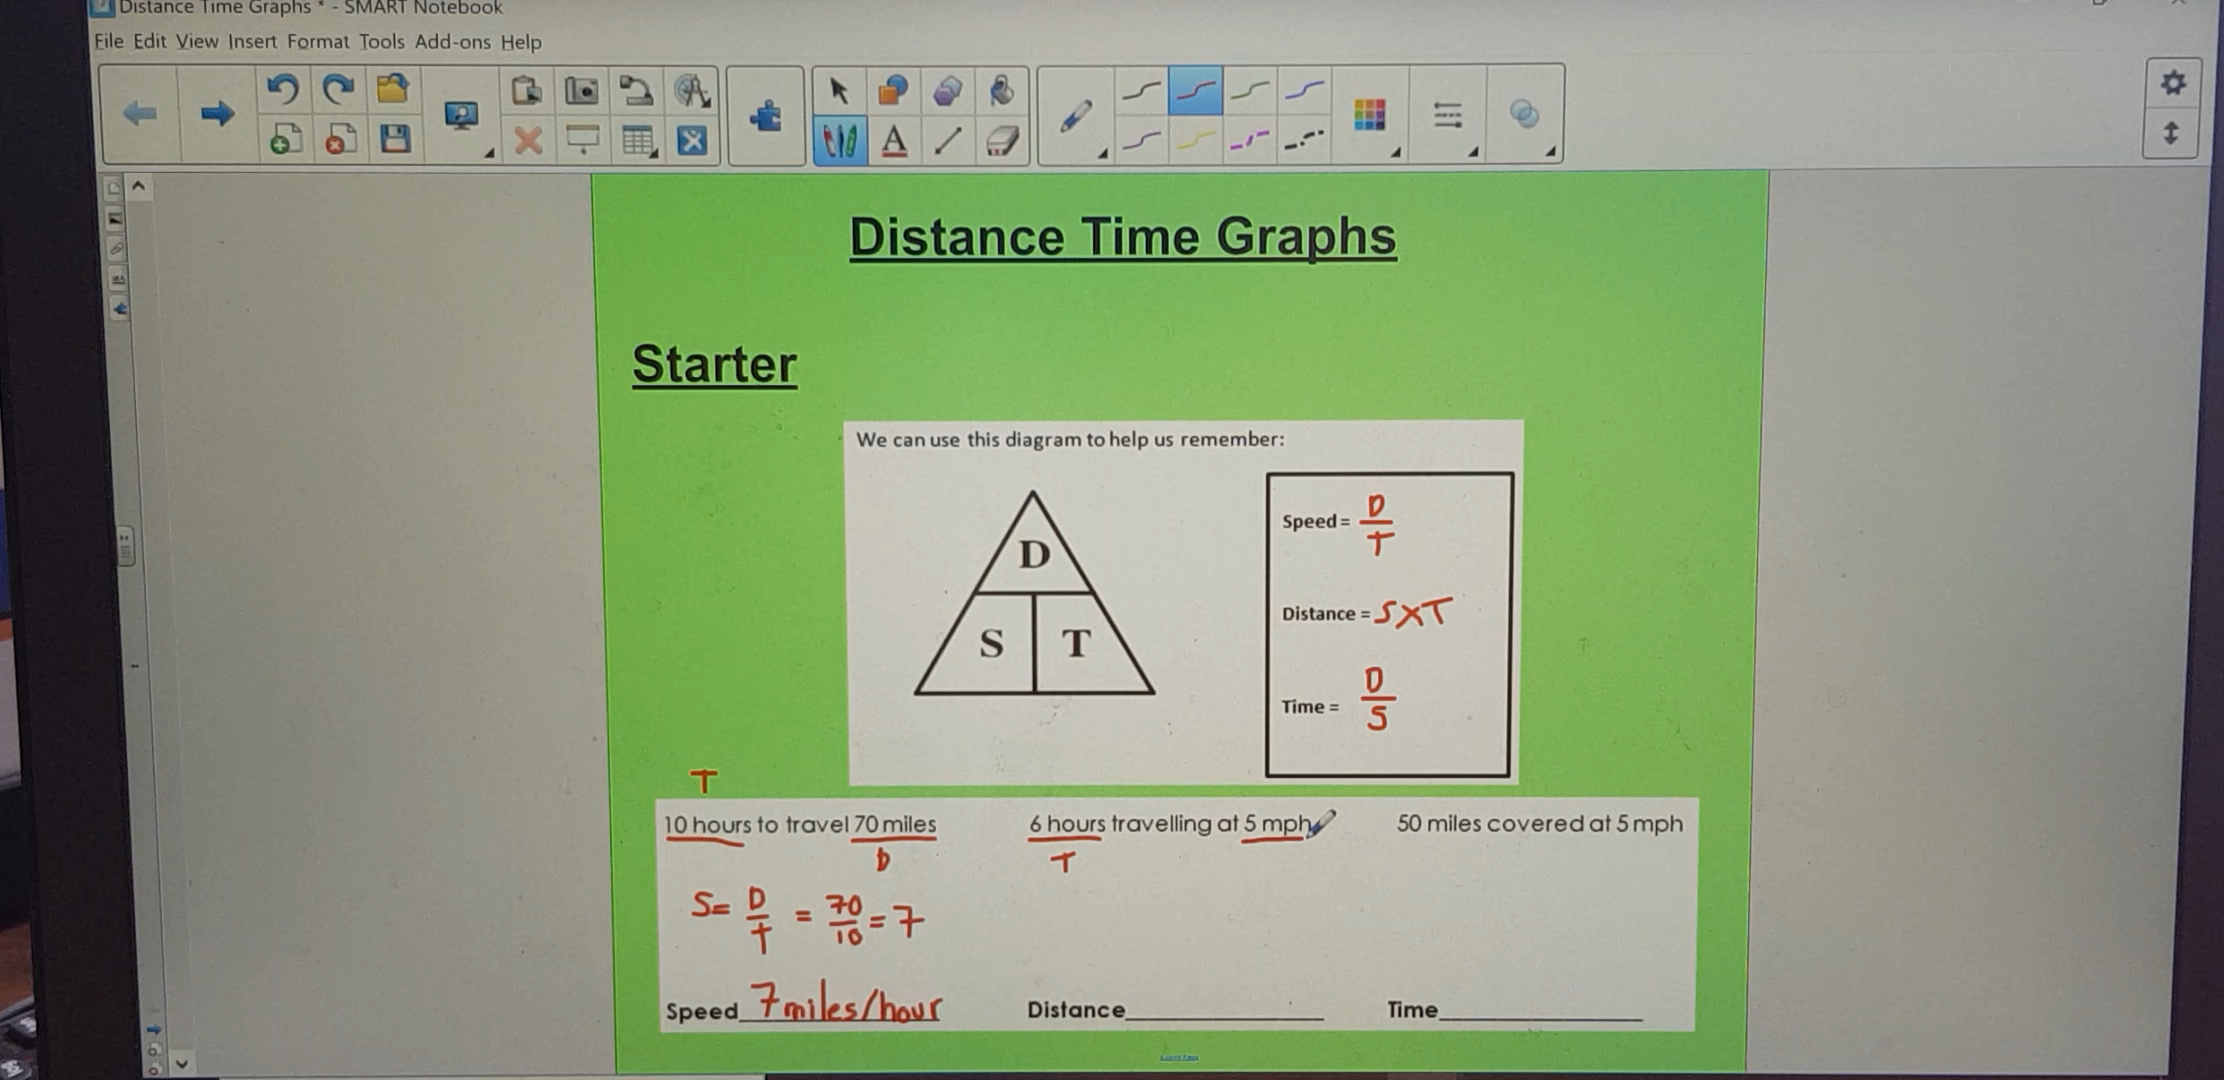 Distance Time Graphs * - SMART Notebook
File Edit View Insert Format Tools Add-ons Help
A
Distance Time Graphs
Starter
We can use this diagram to help us remember:
D
S T
Speed = D/T
Distance = S X T
Time = D/S
T
10 hours to travel 70 miles
D
S = D/T = 70/10 = 7
Speed 7 miles/hour
6 hours travelling at 5 mph
T
Distance
50 miles covered at 5 mph
Time